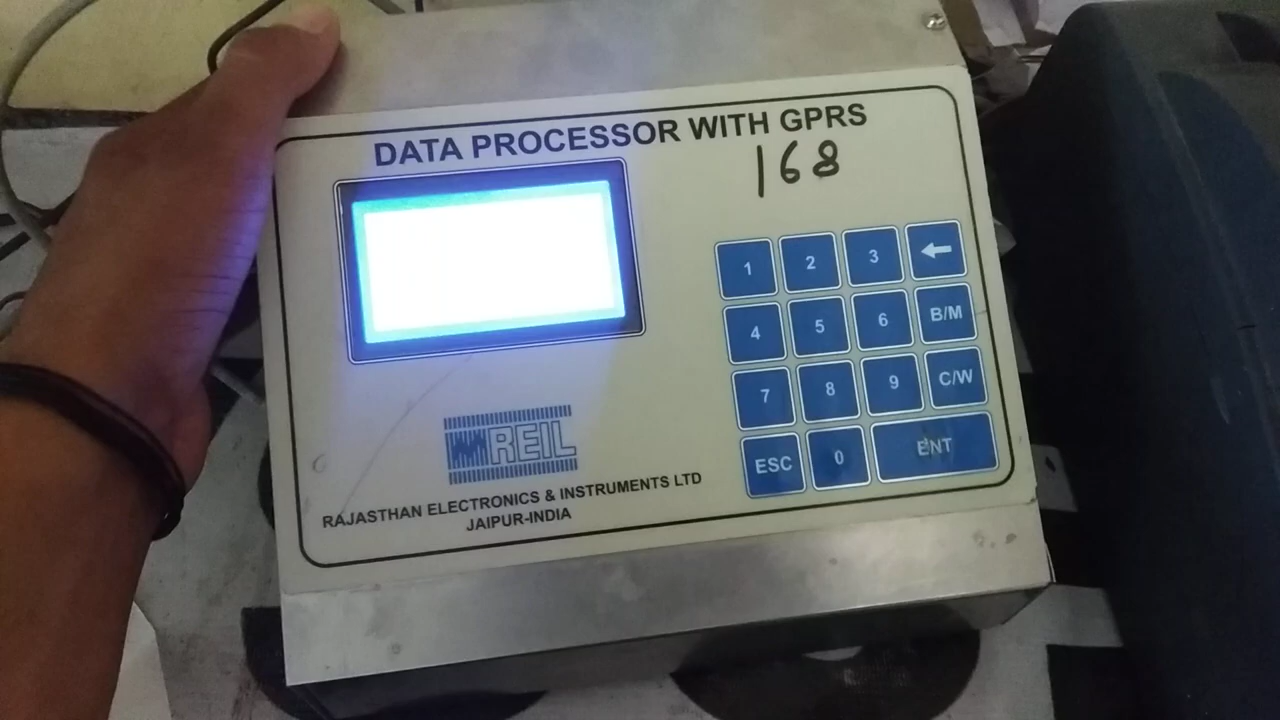 DATA PROCESSOR WITH GPRS
168
1 2 3 ←
4 5 6 B/M
7 8 9 C/W
ESC 0 ENT
REIL
RAJASTHAN ELECTRONICS & INSTRUMENTS LTD
JAIPUR-INDIA